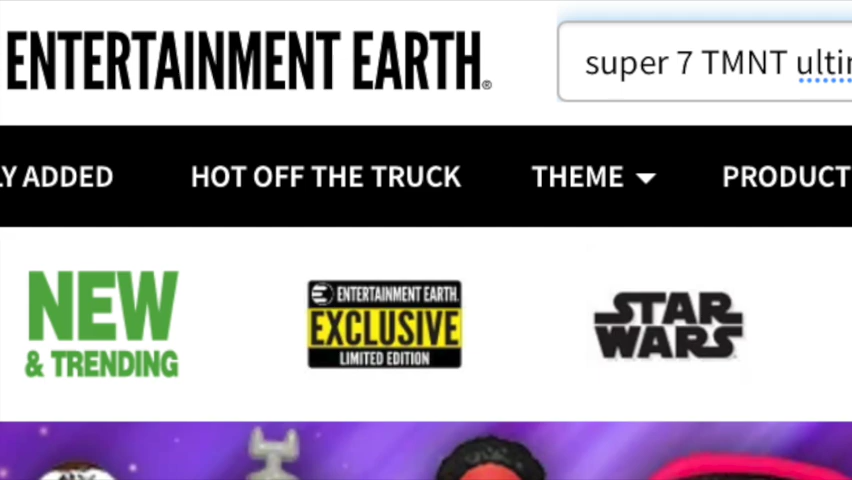 ENTERTAINMENT EARTH®
super 7 TMNT ultin
LY ADDED
HOT OFF THE TRUCK
THEME
PRODUCT
NEW
& TRENDING
ENTERTAINMENT EARTH.
EXCLUSIVE
LIMITED EDITION
STAR
WARS